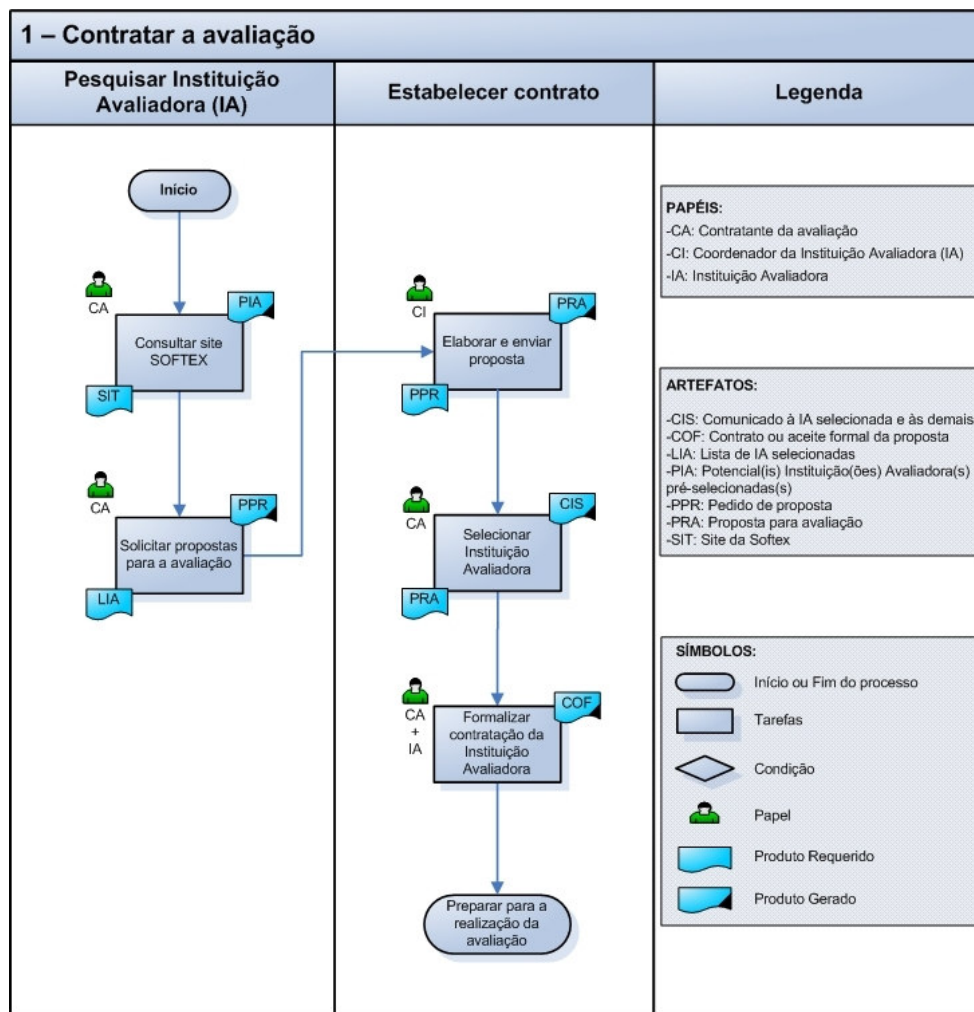 1 – Contratar a avaliação
Pesquisar Instituição
Avaliadora (IA)
Estabelecer contrato
Legenda
Início
CA
PIA
Consultar site
SOFTEX
SIT
CA
PPR
Solicitar propostas
para a avaliação
LIA
CI
PRA
Elaborar e enviar
proposta
PPR
CA
CIS
Selecionar
Instituição
Avaliadora
PRA
CA
+
IA
COF
Formalizar
contratação da
Instituição
Avaliadora
Preparar para a
realização da
avaliação
PAPÉIS:
-CA: Contratante da avaliação
-CI: Coordenador da Instituição Avaliadora (IA)
-IA: Instituição Avaliadora
ARTEFATOS:
-CIS: Comunicado à IA selecionada e às demais
-COF: Contrato ou aceite formal da proposta
-LIA: Lista de IA selecionadas
-PIA: Potencial(is) Instituição(ões) Avaliadora(s)
pré-selecionadas(s)
-PPR: Pedido de proposta
-PRA: Proposta para avaliação
-SIT: Site da Softex
SÍMBOLOS:
Início ou Fim do processo
Tarefas
Condição
Papel
Produto Requerido
Produto Gerado